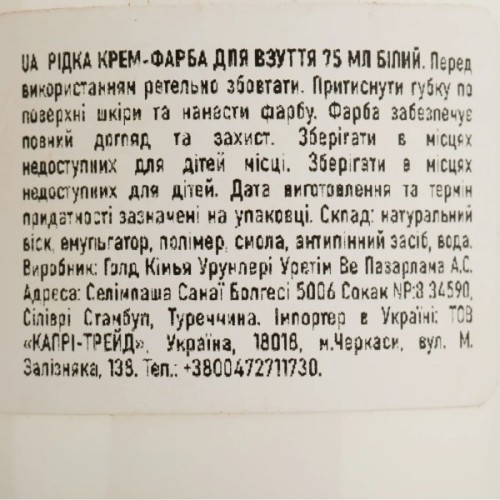 UA РІДКА КРЕМ-ФАРБА ДЛЯ ВЗУТТЯ 75 МЛ БІЛИЙ. Перед
використанням ретельно збовтати. Притиснути губку по
поверхні шкіри та нанести фарбу. Фарба забезпечує
повний догляд та захист. Зберігати в місцях
недоступних для дітей місці. Зберігати в місцях
недоступних для дітей. Дата виготовлення та термін
придатності зазначені на упаковці. Склад: натуральний
віск, емульгатор, полімер, смола, антипінний засіб, вода.
Виробник: Голд Кімья Урунлері Уретім Ве Пазарлама А.С.
Адреса: Селімпаша Санаї Болгесі 5006 Сокак №:8 34590,
Сіліврі Стамбул, Туреччина. Імпортер в Україні: ТОВ
«КАПРІ-ТРЕЙД», Україна, 18018, м.Черкаси, вул. М.
Залізняка, 138. Тел.: +3800472711730.